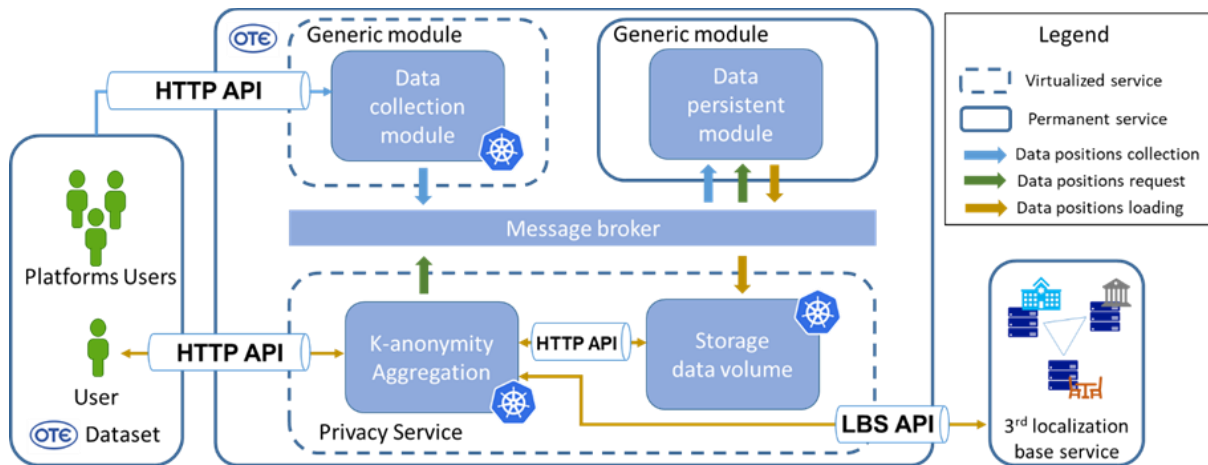 OTE
Generic module
Data
collection
module
HTTP API
Generic module
Data
persistent
module
Legend
Virtualized service
Permanent service
Data positions collection
Data positions request
Data positions loading
Platforms Users
User
OTE Dataset
Message broker
HTTP API
K-anonymity
Aggregation
HTTP API
Storage
data volume
Privacy Service
LBS API
3rd localization
base service